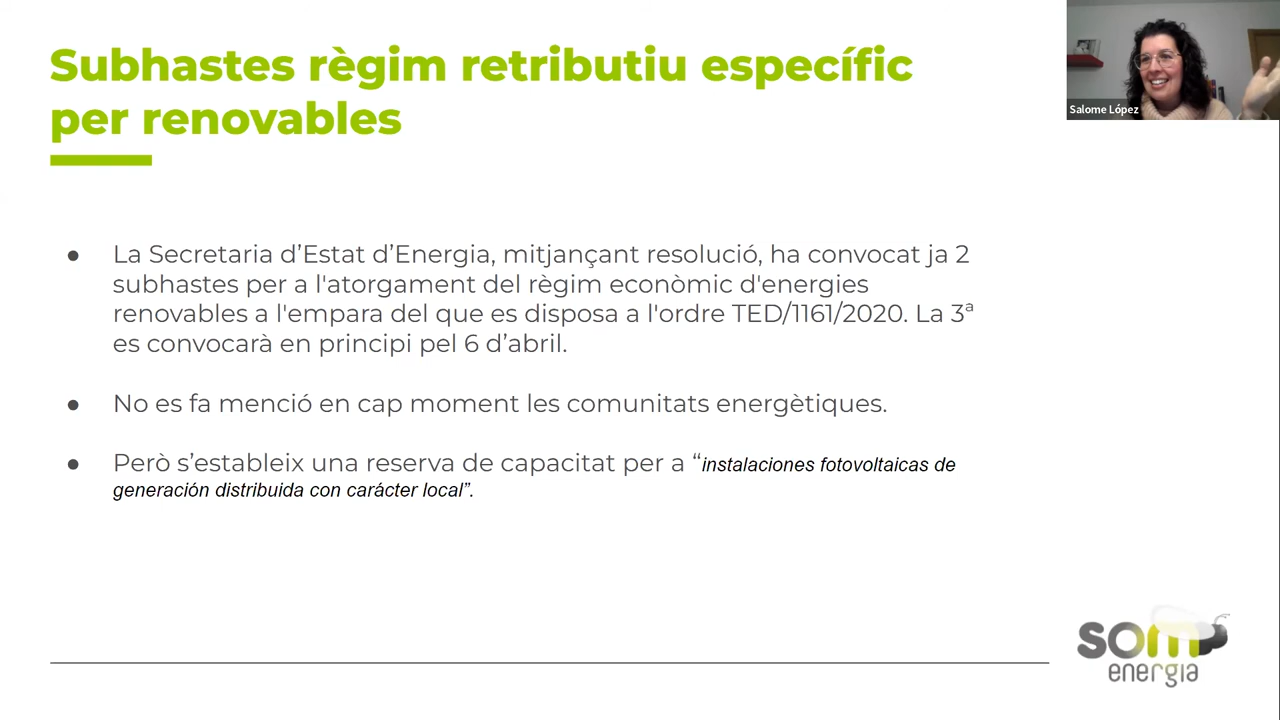 Subhastes règim retributiu específic
per renovables
Salome López
● La Secretaria d’Estat d’Energia, mitjançant resolució, ha convocat ja 2
subhastes per a l'atorgament del règim econòmic d'energies
renovables a l'empara del que es disposa a l'ordre TED/1161/2020. La 3ª
es convocarà en principi pel 6 d’abril.
● No es fa menció en cap moment les comunitats energètiques.
● Però s’estableix una reserva de capacitat per a “instalaciones fotovoltaicas de
generación distribuida con carácter local”.
som
energia